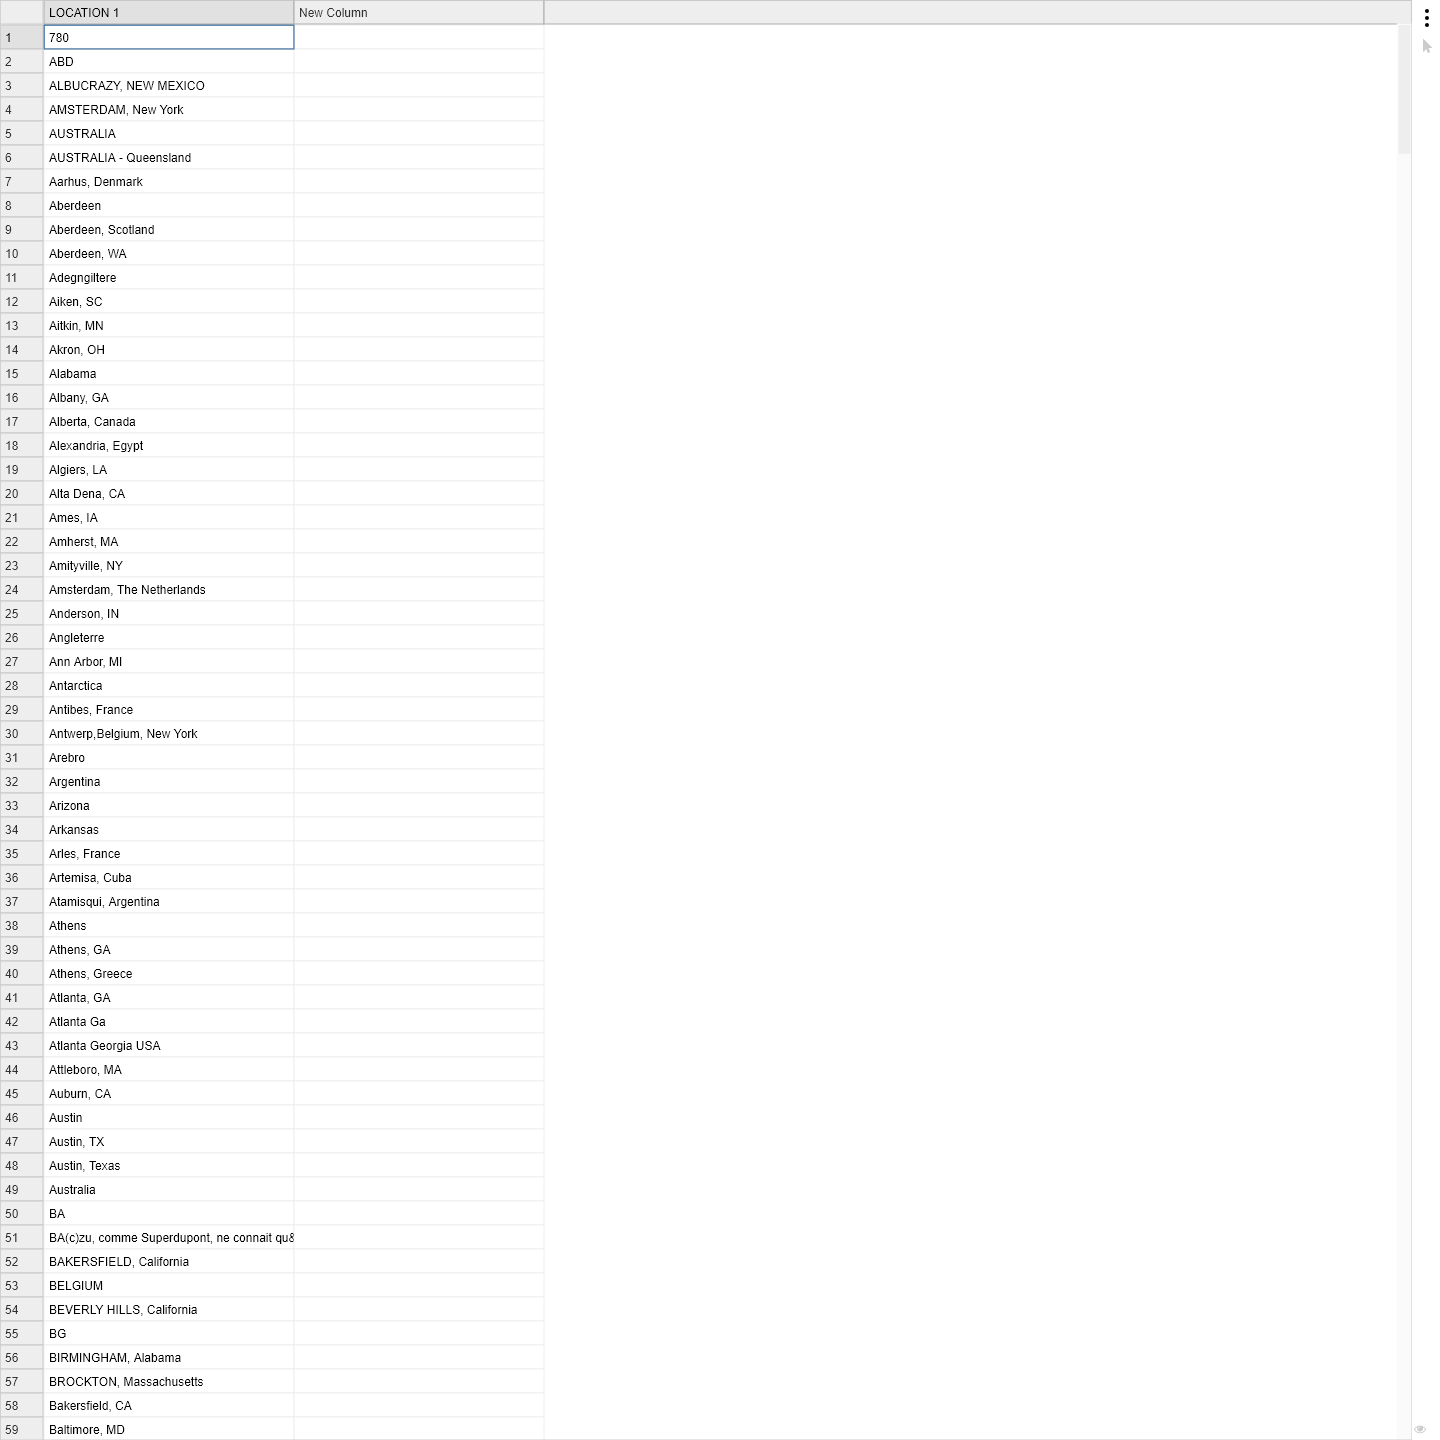 LOCATION 1 New Column
1 780
2 ABD
3 ALBUCRAZY, NEW MEXICO
4 AMSTERDAM, New York
5 AUSTRALIA
6 AUSTRALIA - Queensland
7 Aarhus, Denmark
8 Aberdeen
9 Aberdeen, Scotland
10 Aberdeen, WA
11 Adegngiltere
12 Aiken, SC
13 Aitkin, MN
14 Akron, OH
15 Alabama
16 Albany, GA
17 Alberta, Canada
18 Alexandria, Egypt
19 Algiers, LA
20 Alta Dena, CA
21 Ames, IA
22 Amherst, MA
23 Amityville, NY
24 Amsterdam, The Netherlands
25 Anderson, IN
26 Angleterre
27 Ann Arbor, MI
28 Antarctica
29 Antibes, France
30 Antwerp,Belgium, New York
31 Arebro
32 Argentina
33 Arizona
34 Arkansas
35 Arles, France
36 Artemisa, Cuba
37 Atamisqui, Argentina
38 Athens
39 Athens, GA
40 Athens, Greece
41 Atlanta, GA
42 Atlanta Ga
43 Atlanta Georgia USA
44 Attleboro, MA
45 Auburn, CA
46 Austin
47 Austin, TX
48 Austin, Texas
49 Australia
50 BA
51 BA(c)zu, comme Superdupont, ne connait qu&
52 BAKERSFIELD, California
53 BELGIUM
54 BEVERLY HILLS, California
55 BG
56 BIRMINGHAM, Alabama
57 BROCKTON, Massachusetts
58 Bakersfield, CA
59 Baltimore, MD